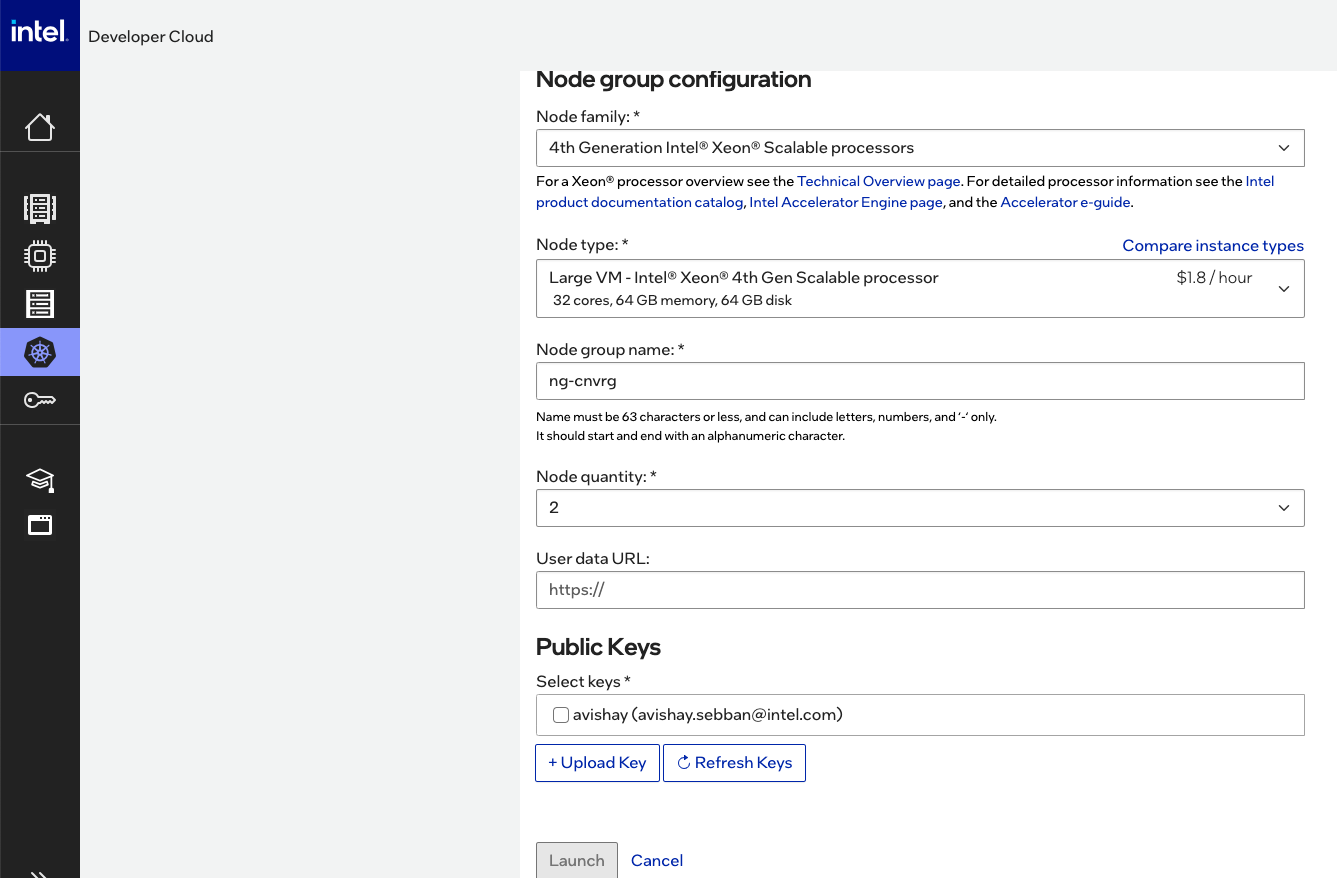 intel.
Developer Cloud
Node group configuration
Node family: *
4th Generation Intel® Xeon® Scalable processors
For a Xeon® processor overview see the Technical Overview page. For detailed processor information see the Intel
product documentation catalog, Intel Accelerator Engine page, and the Accelerator e-guide.
Node type: *
Compare instance types
Large VM - Intel® Xeon® 4th Gen Scalable processor
$1.8 / hour
32 cores, 64 GB memory, 64 GB disk
Node group name: *
ng-cnvrg
Name must be 63 characters or less, and can include letters, numbers, and ‘-‘ only.
It should start and end with an alphanumeric character.
Node quantity: *
2
User data URL:
https://
Public Keys
Select keys *
avishay (avishay.sebban@intel.com)
+ Upload Key
Refresh Keys
Launch
Cancel